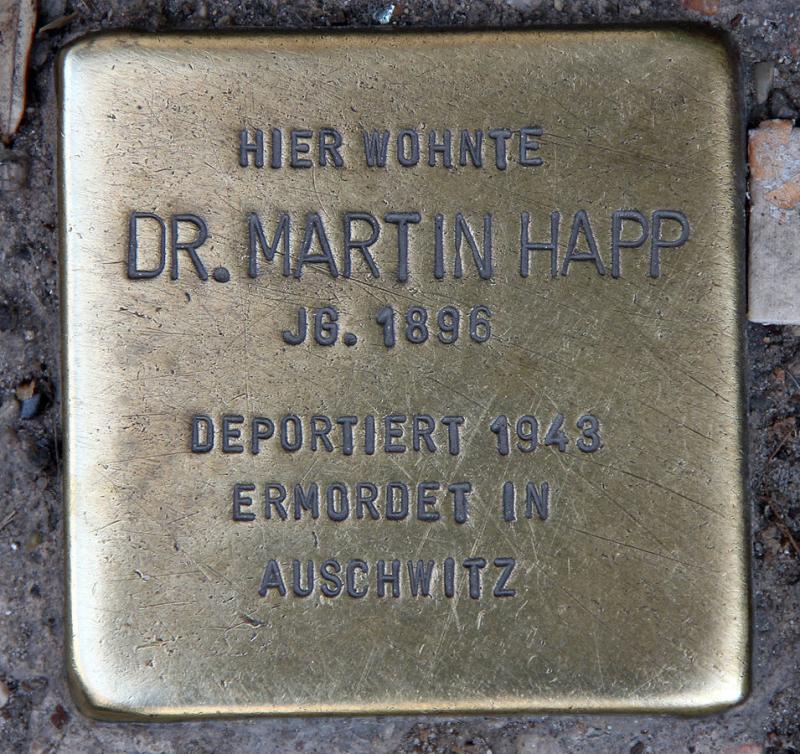 HIER WOHNTE
DR. MARTIN HAPP
JG. 1896
DEPORTIERT 1943
ERMORDET IN
AUSCHWITZ